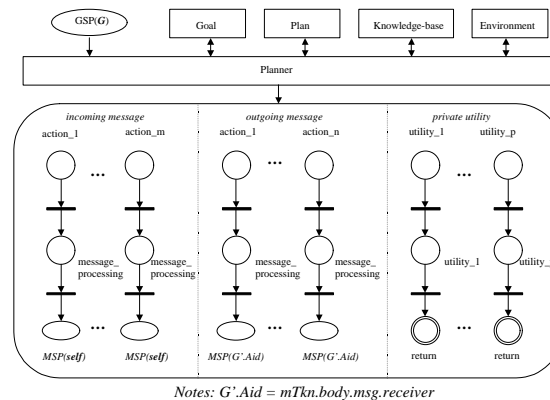 GSP(G)
Goal
Plan
Knowledge-base
Environment
Planner
incoming message
outgoing message
private utility
action_1
action_m
action_1
action_n
utility_1
utility_p
...
...
...
message_
processing
message_
processing
message_
processing
message_
processing
utility_1
utility_
...
...
...
MSP(self)
MSP(self)
MSP(G'.Aid)
MSP(G'.Aid)
return
return
Notes: G'.Aid = mTkn.body.msg.receiver